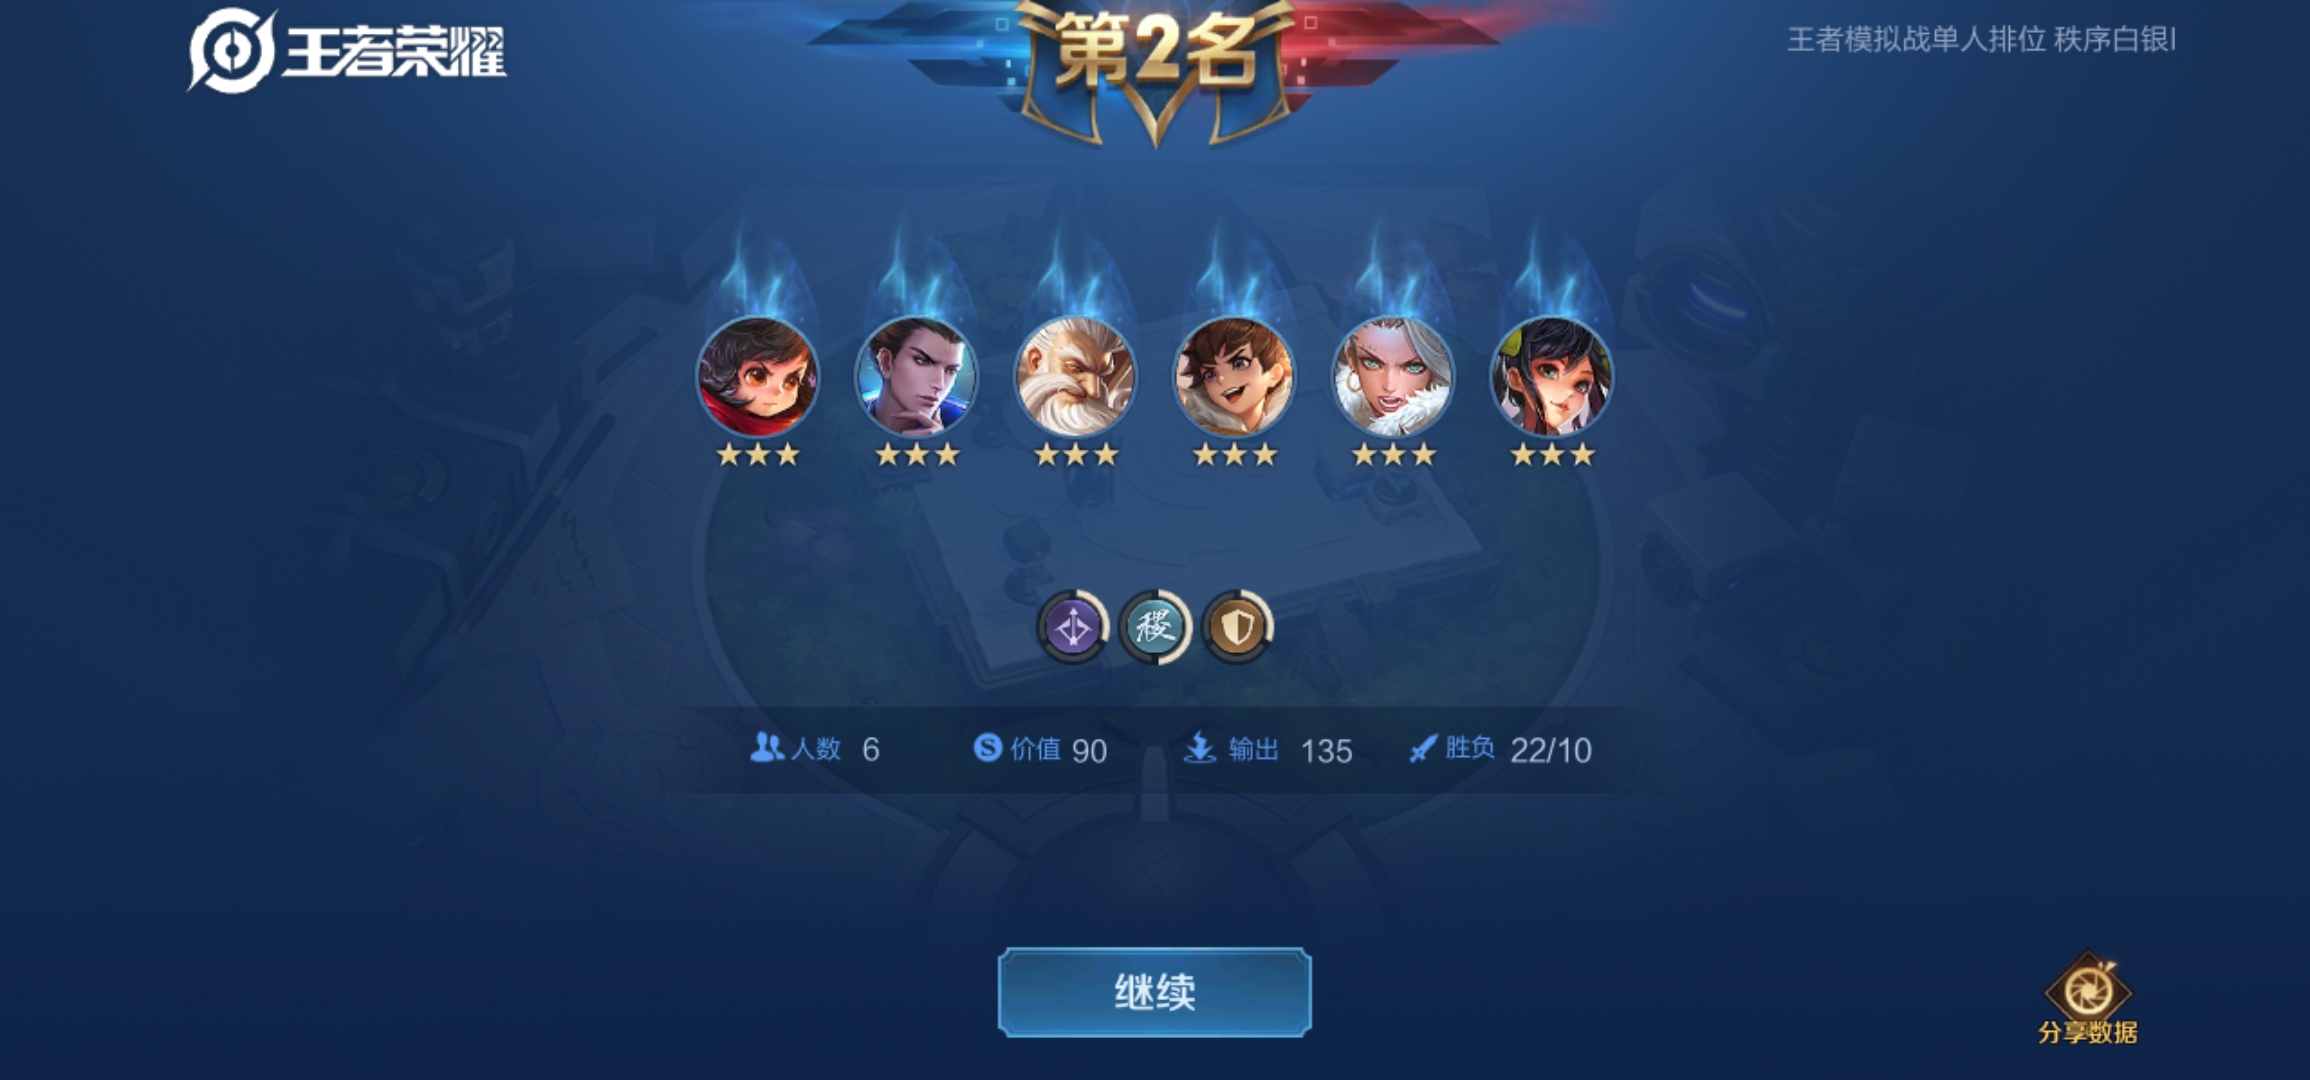 王者荣耀
第2名
王者模拟战单人排位 秩序白银I
稷
人数 6 价值 90 输出 135 胜负 22/10
继续
分享数据